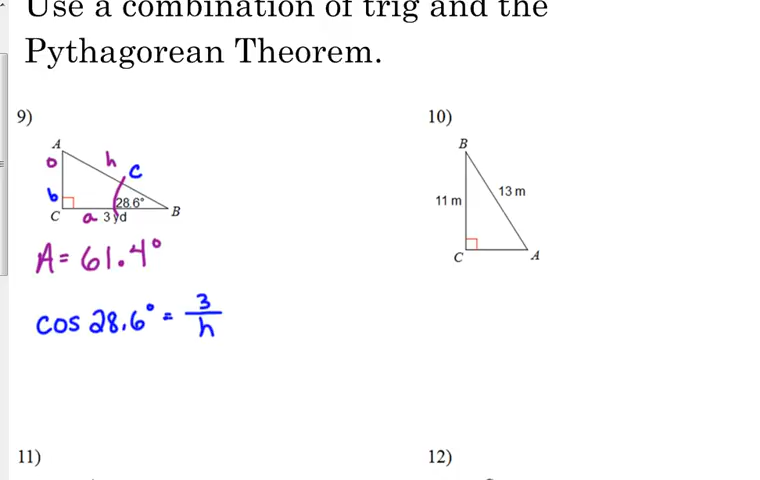 Use a combination of trig and the
Pythagorean Theorem.
9)
A
o
h
c
b
28.6°
C
a
3 yd
B
A = 61.4°
cos 28.6° = 3/h
10)
B
11 m
13 m
C
A
11)
12)